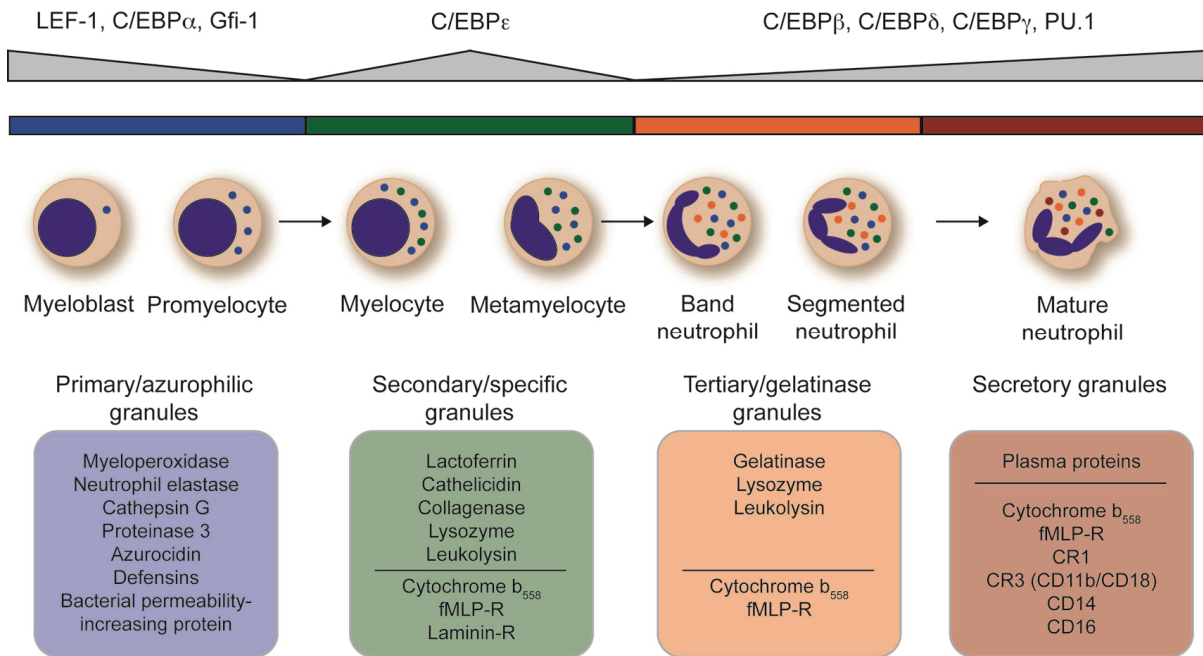 LEF-1, C/EBPα, Gfi-1
C/EBPε
C/EBPβ, C/EBPδ, C/EBPγ, PU.1
Myeloblast
Promyelocyte
Myelocyte
Metamyelocyte
Band
neutrophil
Segmented
neutrophil
Mature
neutrophil
Primary/azurophilic
granules
Myeloperoxidase
Neutrophil elastase
Cathepsin G
Proteinase 3
Azurocidin
Defensins
Bacterial permeability-
increasing protein
Secondary/specific
granules
Lactoferrin
Cathelicidin
Collagenase
Lysozyme
Leukolysin
Cytochrome b₅₅₈
fMLP-R
Laminin-R
Tertiary/gelatinase
granules
Gelatinase
Lysozyme
Leukolysin
Cytochrome b₅₅₈
fMLP-R
Secretory granules
Plasma proteins
Cytochrome b₅₅₈
fMLP-R
CR1
CR3 (CD11b/CD18)
CD14
CD16